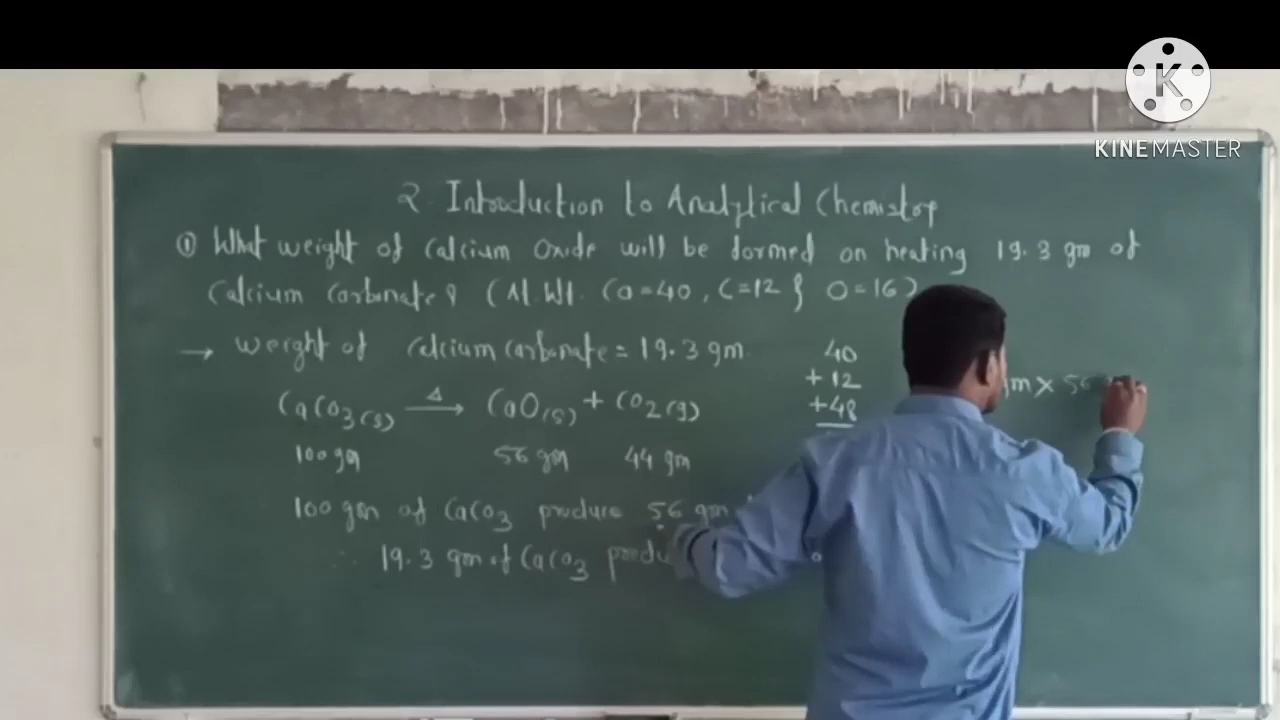 KINEMASTER
2 Introduction to Analytical Chemistry
① What weight of Calcium Oxide will be formed on heating 19.3 gm of
Calcium Carbonate? (At. Wt. Ca=40, C=12 & O=16)
→ Weight of Calcium Carbonate = 19.3 gm
CaCO3(s) —Δ→ CaO(s) + CO2(g)
100 gm 56 gm 44 gm
100 gm of CaCO3 produce 56 gm
∴ 19.3 gm of CaCO3
40
+ 12
+ 48
gm × 56